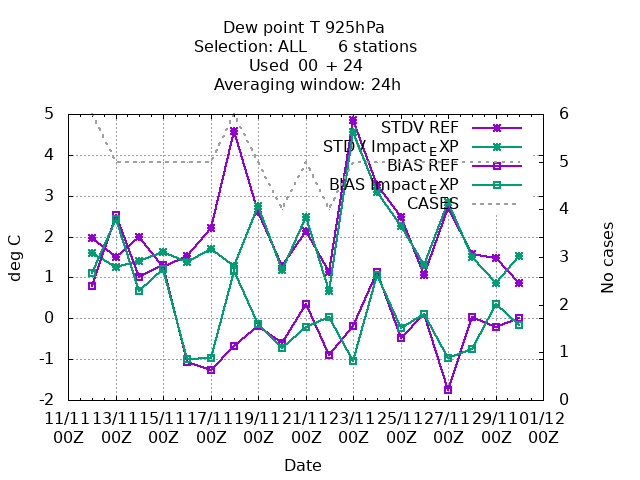 Dew point T 925hPa
Selection: ALL      6 stations
Used  00  + 24
Averaging window: 24h
STDV REF
STDV Impact_EXP
BIAS REF
BIAS Impact_EXP
CASES
deg C
5
4
3
2
1
0
-1
-2
No cases
6
5
4
3
2
1
0
11/11 13/11 15/11 17/11 19/11 21/11 23/11 25/11 27/11 29/11 01/12
00Z 00Z 00Z 00Z 00Z 00Z 00Z 00Z 00Z 00Z 00Z
Date